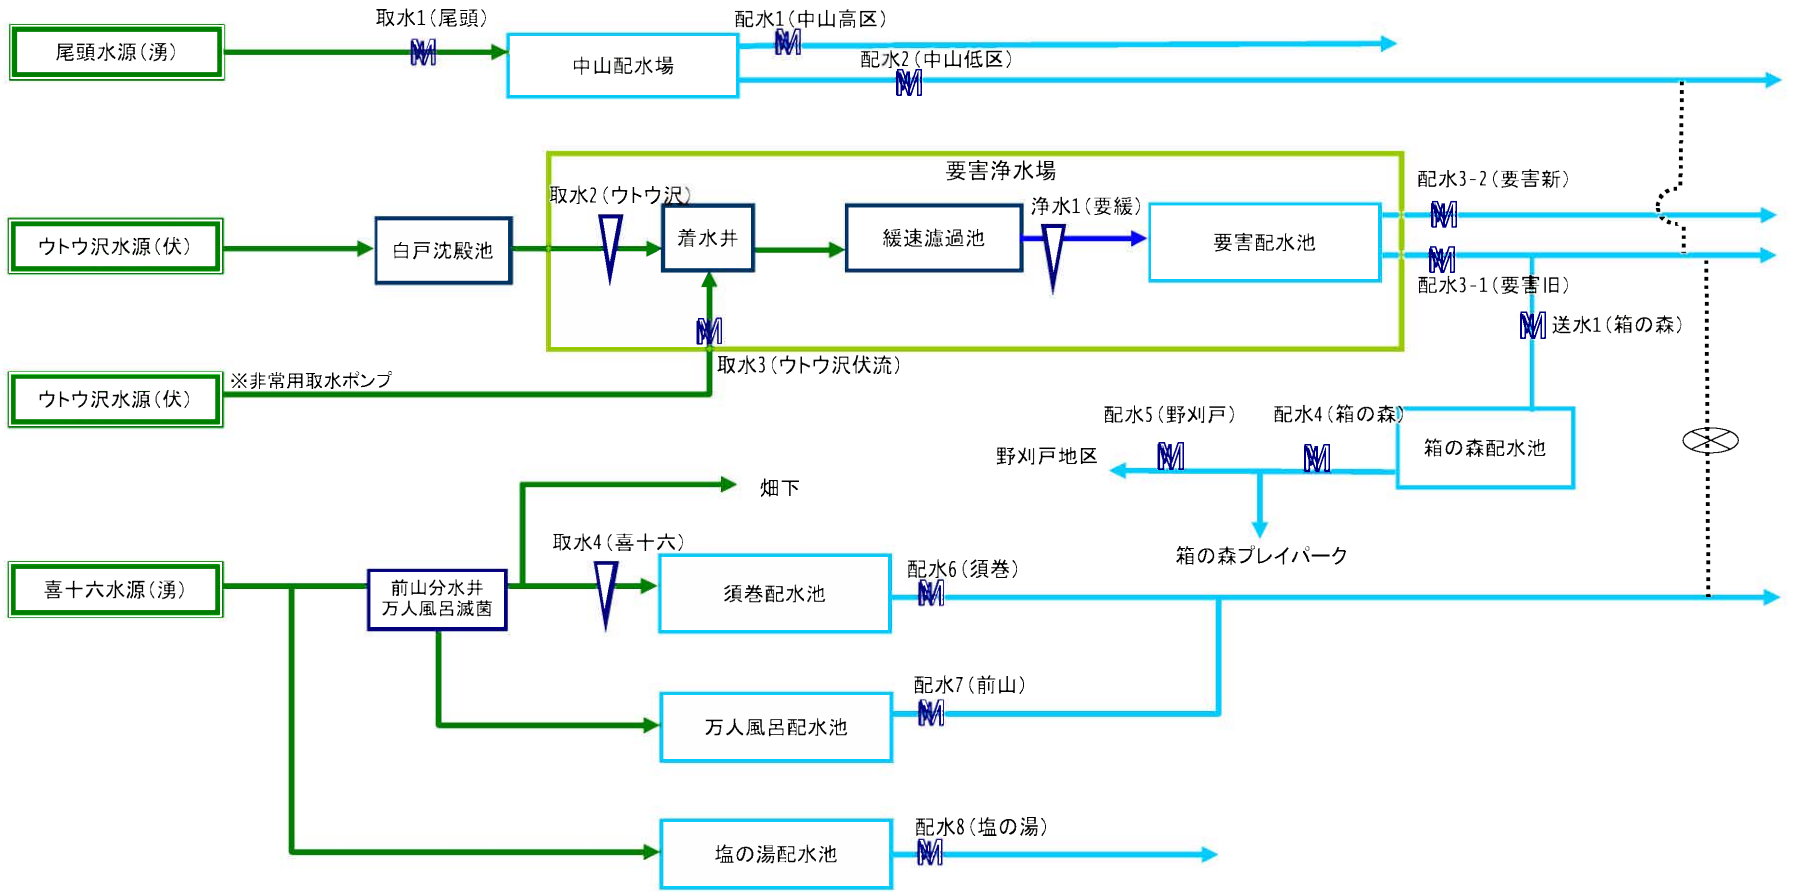 取水1(尾頭)
配水1(中山高区)
尾頭水源(湧)
中山配水場
配水2(中山低区)
要害浄水場
取水2(ウトウ沢)
浄水1(要緩)
配水3-2(要害新)
ウトウ沢水源(伏)
白戸沈殿池
着水井
緩速濾過池
要害配水池
配水3-1(要害旧)
送水1(箱の森)
取水3(ウトウ沢伏流)
※非常用取水ポンプ
ウトウ沢水源(伏)
配水5(野刈戸)
配水4(箱の森)
野刈戸地区
箱の森配水池
畑下
取水4(喜十六)
箱の森プレイパーク
喜十六水源(湧)
前山分水井
万人風呂滅菌
須巻配水池
配水6(須巻)
配水7(前山)
万人風呂配水池
配水8(塩の湯)
塩の湯配水池